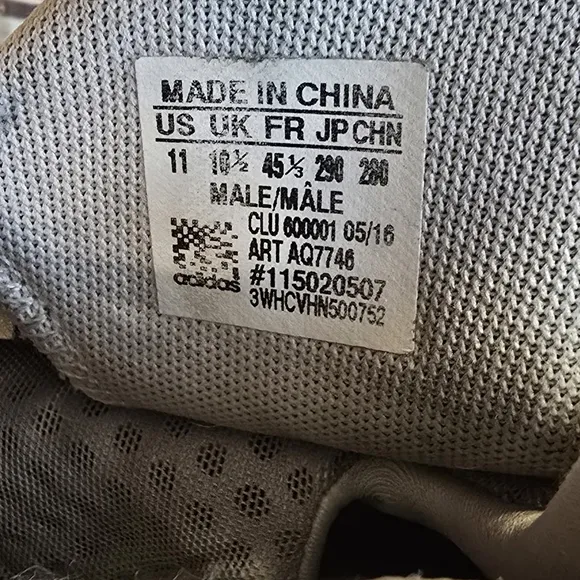 MADE IN CHINA
US UK FR JP CHN
11 10½ 45⅓ 290 280
MALE/MÂLE
CLU 600001 05/16
ART AQ7746
#115020507
3WHCVHN500752
adidas